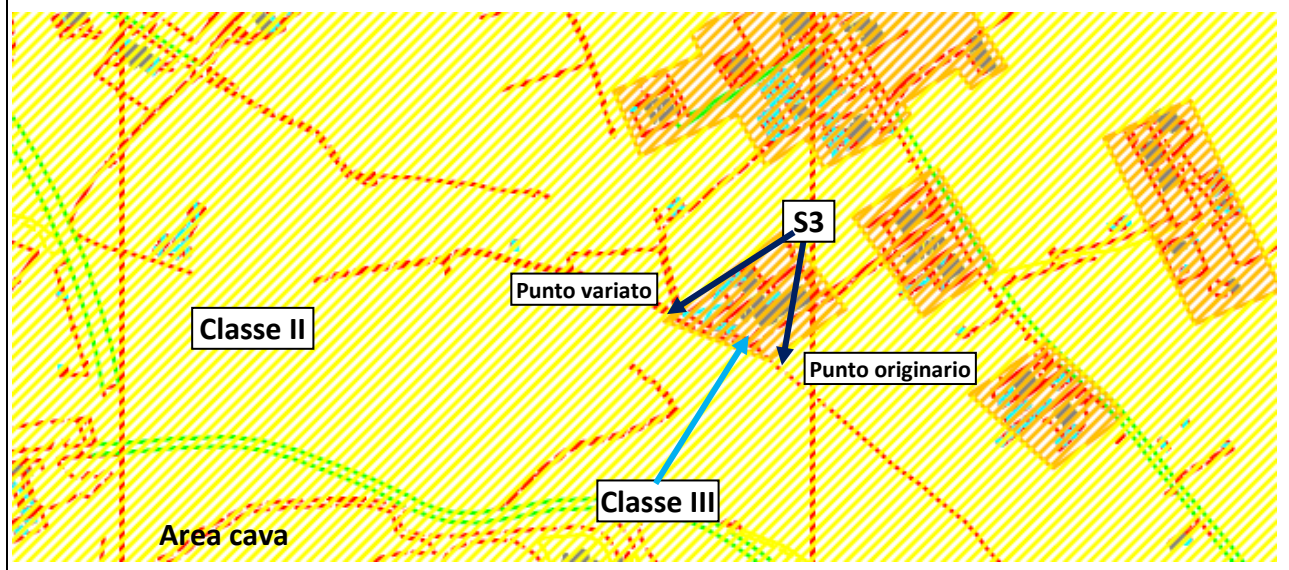 S3
Punto variato
Classe II
Punto originario
Classe III
Area cava